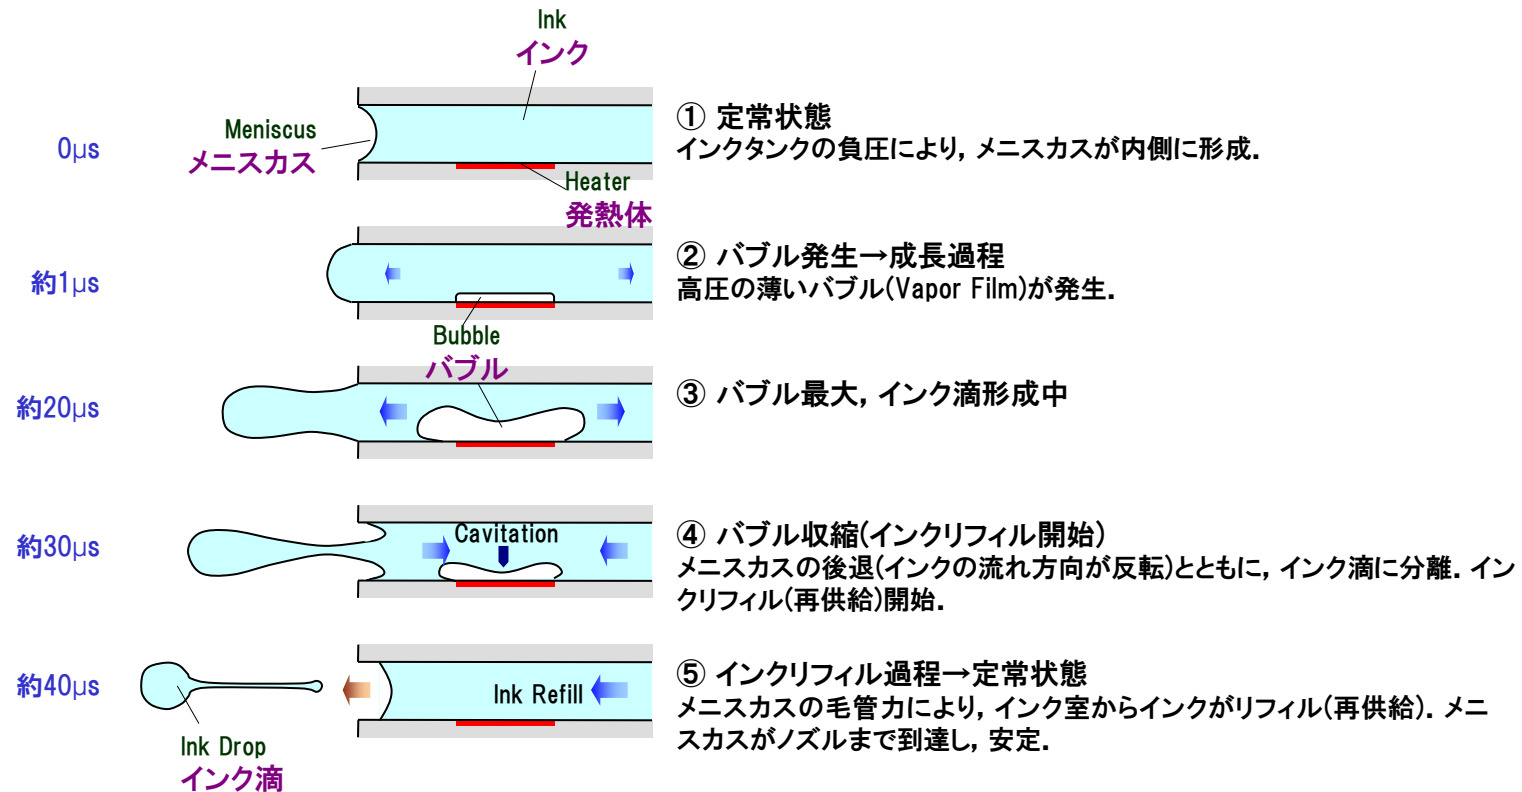 Ink
インク
Meniscus
メニスカス
0μs
Heater
発熱体
① 定常状態
インクタンクの負圧により, メニスカスが内側に形成.
約1μs
Bubble
バブル
② バブル発生→成長過程
高圧の薄いバブル(Vapor Film)が発生.
約20μs
③ バブル最大, インク滴形成中
約30μs
Cavitation
④ バブル収縮(インクリフィル開始)
メニスカスの後退(インクの流れ方向が反転)とともに, インク滴に分離. イン
クリフィル(再供給)開始.
約40μs
Ink Refill
Ink Drop
インク滴
⑤ インクリフィル過程→定常状態
メニスカスの毛管力により, インク室からインクがリフィル(再供給). メニ
スカスがノズルまで到達し, 安定.